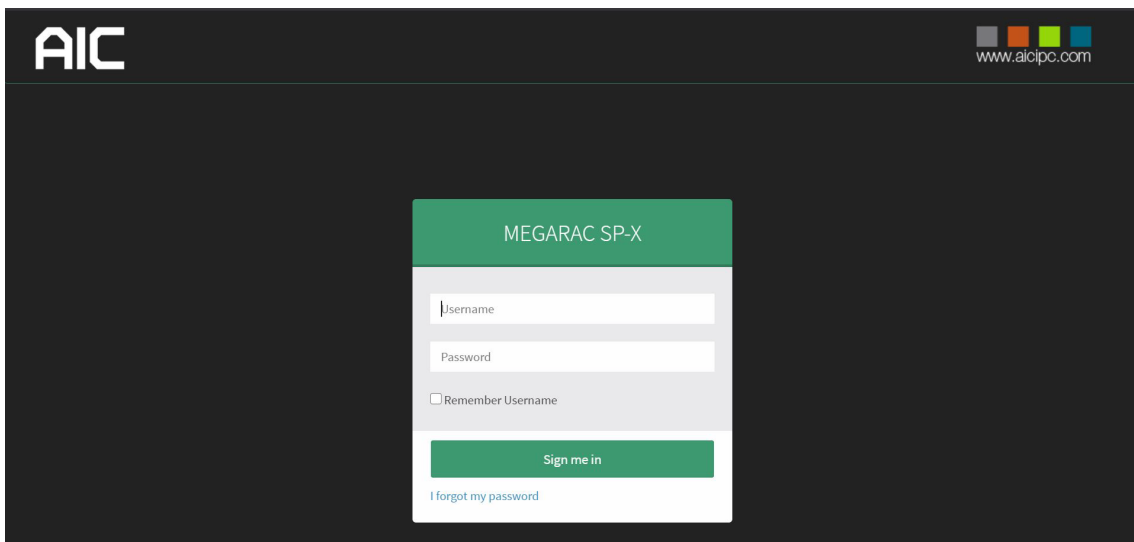 AIC
www.aicipc.com
MEGARAC SP-X
Username
Password
Remember Username
Sign me in
I forgot my password